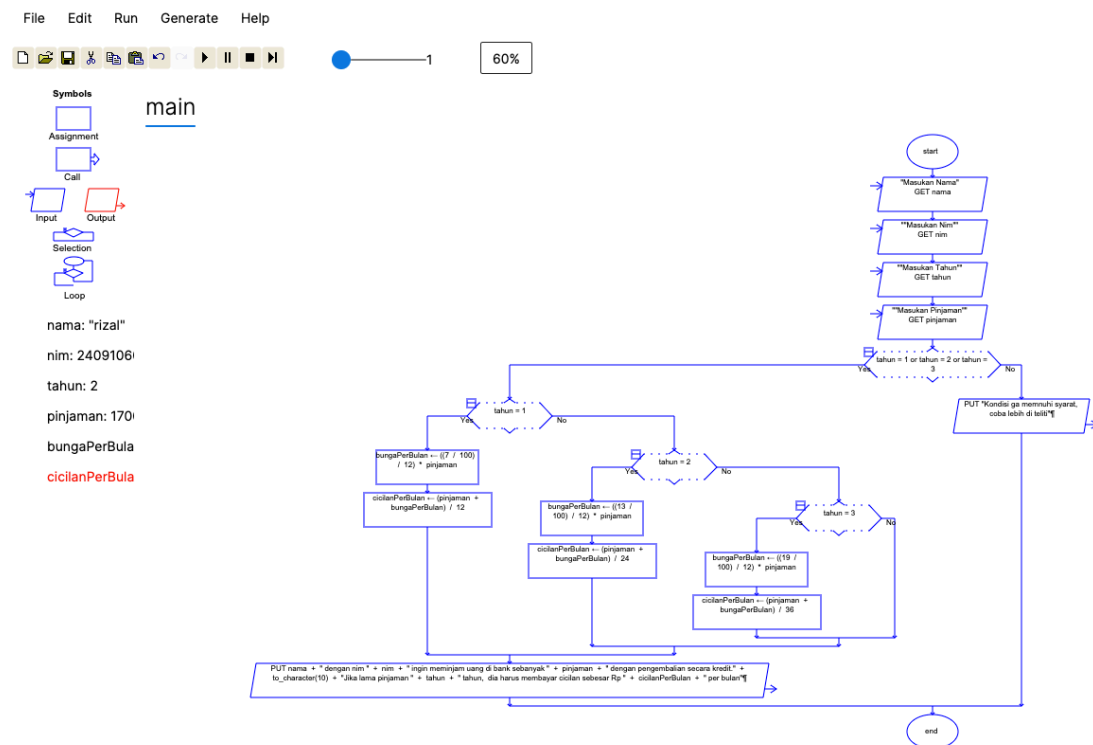 File Edit Run Generate Help
1
60%
Symbols
main
Assignment
Call
Input Output
Selection
Loop
nama: "rizal"
nim: 2409106
tahun: 2
pinjaman: 170
bungaPerBula
cicilanPerBula
start
"Masukan Nama"
GET nama
""Masukan Nim""
GET nim
""Masukan Tahun""
GET tahun
""Masukan Pinjaman""
GET pinjaman
tahun = 1 or tahun = 2 or tahun =
3
Yes
No
PUT "Kondisi ga memnuhi syarat,
coba lebih di teliti"¶
tahun = 1
Yes
No
bungaPerBulan ← ((7 / 100)
/ 12) * pinjaman
cicilanPerBulan ← (pinjaman +
bungaPerBulan) / 12
tahun = 2
Yes
No
bungaPerBulan ← ((13 /
100) / 12) * pinjaman
cicilanPerBulan ← (pinjaman +
bungaPerBulan) / 24
tahun = 3
Yes
No
bungaPerBulan ← ((19 /
100) / 12) * pinjaman
cicilanPerBulan ← (pinjaman +
bungaPerBulan) / 36
PUT nama + " dengan nim " + nim + " ingin meminjam uang di bank sebanyak " + pinjaman + " dengan pengembalian secara kredit." +
to_character(10) + "Jika lama pinjaman " + tahun + " tahun, dia harus membayar cicilan sebesar Rp " + cicilanPerBulan + " per bulan"¶
end